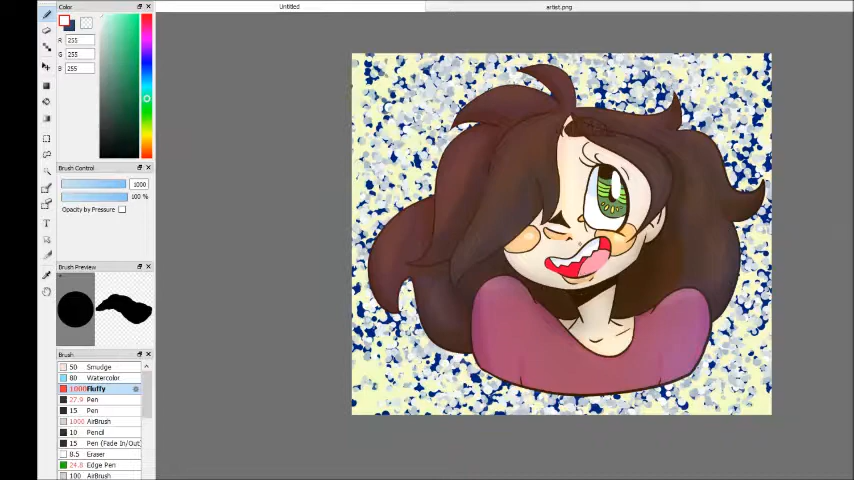 Color
Untitled
artist.png
R 255
G 255
B 255
Brush Control
1000
100 %
Opacity by Pressure
Brush Preview
Brush
50 Smudge
80 Watercolor
1000 Fluffy
27.9 Pen
15 Pen
1000 AirBrush
10 Pencil
15 Pen (Fade In/Out)
8.5 Eraser
24.8 Edge Pen
100 AirBrush
T